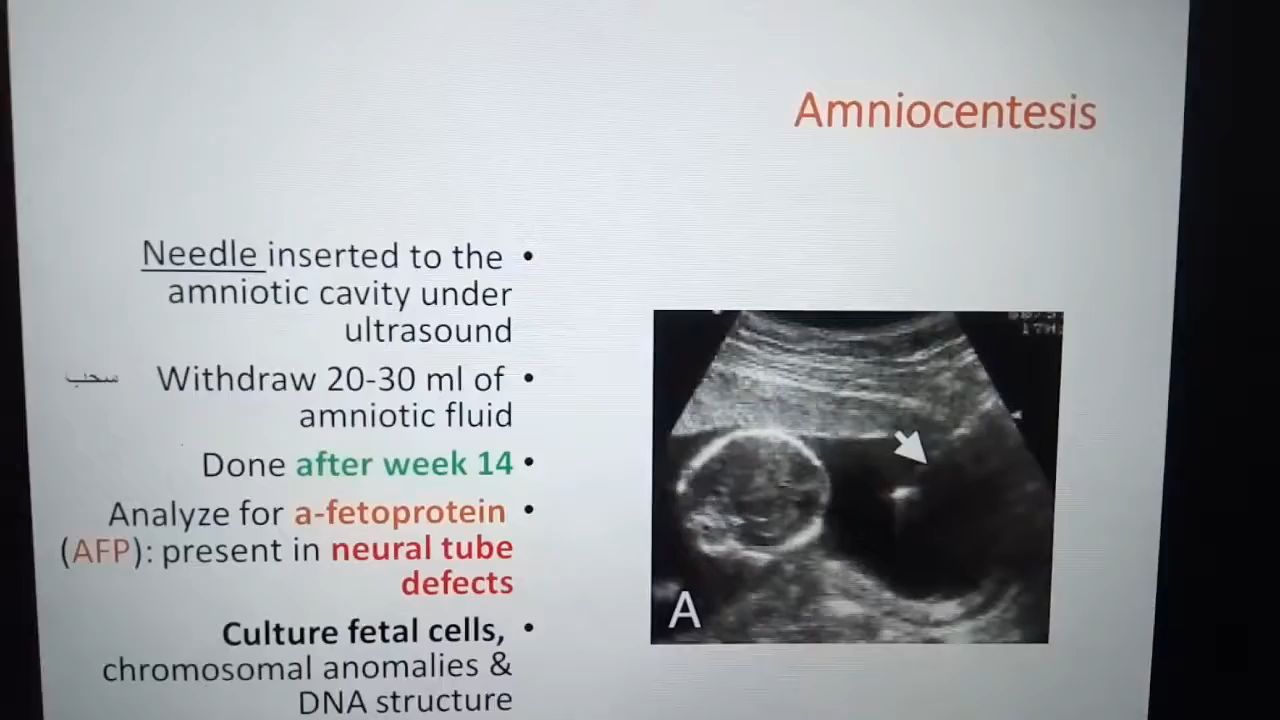 Amniocentesis
Needle inserted to the •
amniotic cavity under
ultrasound
سحب Withdraw 20-30 ml of •
amniotic fluid
Done after week 14 •
Analyze for a-fetoprotein •
(AFP): present in neural tube
defects
Culture fetal cells, •
chromosomal anomalies &
DNA structure
A